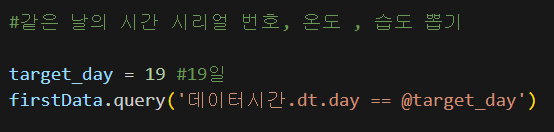 #같은 날의 시간 시리얼 번호, 온도 , 습도 뽑기
target_day = 19 #19일
firstData.query('데이터시간.dt.day == @target_day')